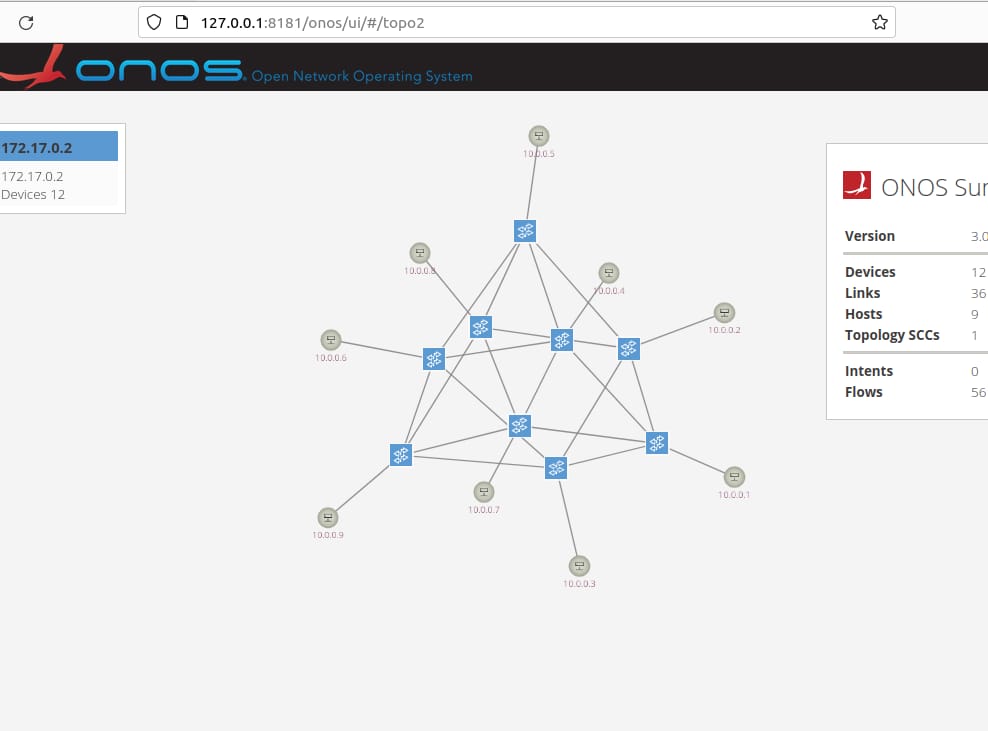 127.0.0.1:8181/onos/ui/#/topo2
onos. Open Network Operating System
172.17.0.2
172.17.0.2
Devices 12
10.0.0.5
10.0.0.8
10.0.0.4
10.0.0.2
10.0.0.6
10.0.0.1
10.0.0.7
10.0.0.9
10.0.0.3
ONOS Sum
Version 3.0
Devices 12
Links 36
Hosts 9
Topology SCCs 1
Intents 0
Flows 56